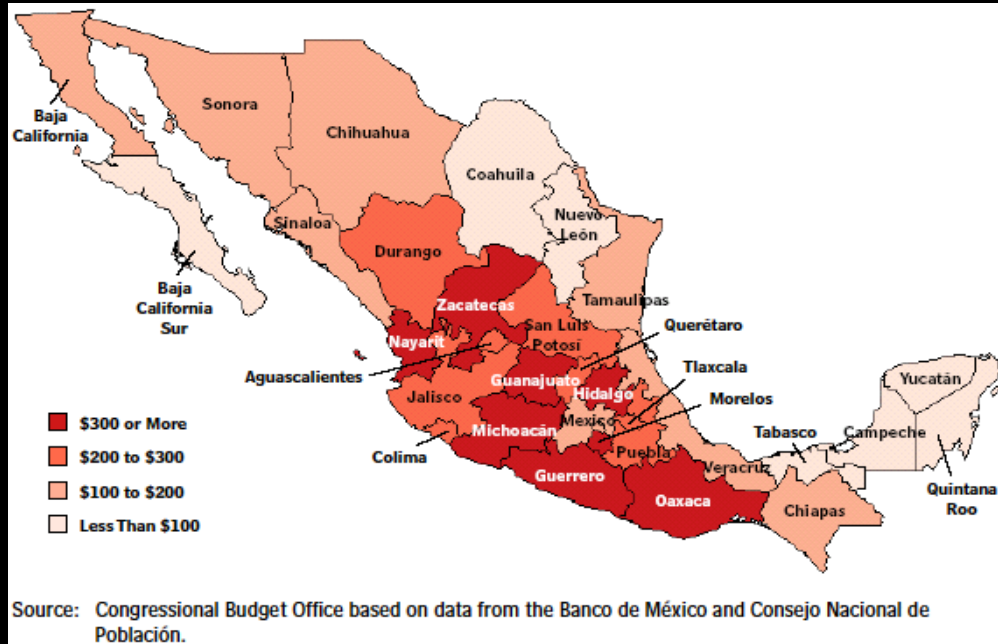 Baja
California
Sonora
Chihuahua
Coahuila
Nuevo
León
Sinaloa
Durango
Tamaulipas
Baja
California
Sur
Zacatecas
San Luis
Potosí
Querétaro
Nayarit
Aguascalientes
Guanajuato
Tlaxcala
Hidalgo
Jalisco
Morelos
Yucatán
Mexico
Michoacán
Tabasco
Campeche
Colima
Puebla
Veracruz
Guerrero
Oaxaca
Chiapas
Quintana
Roo
$300 or More
$200 to $300
$100 to $200
Less Than $100
Source: Congressional Budget Office based on data from the Banco de México and Consejo Nacional de
Población.